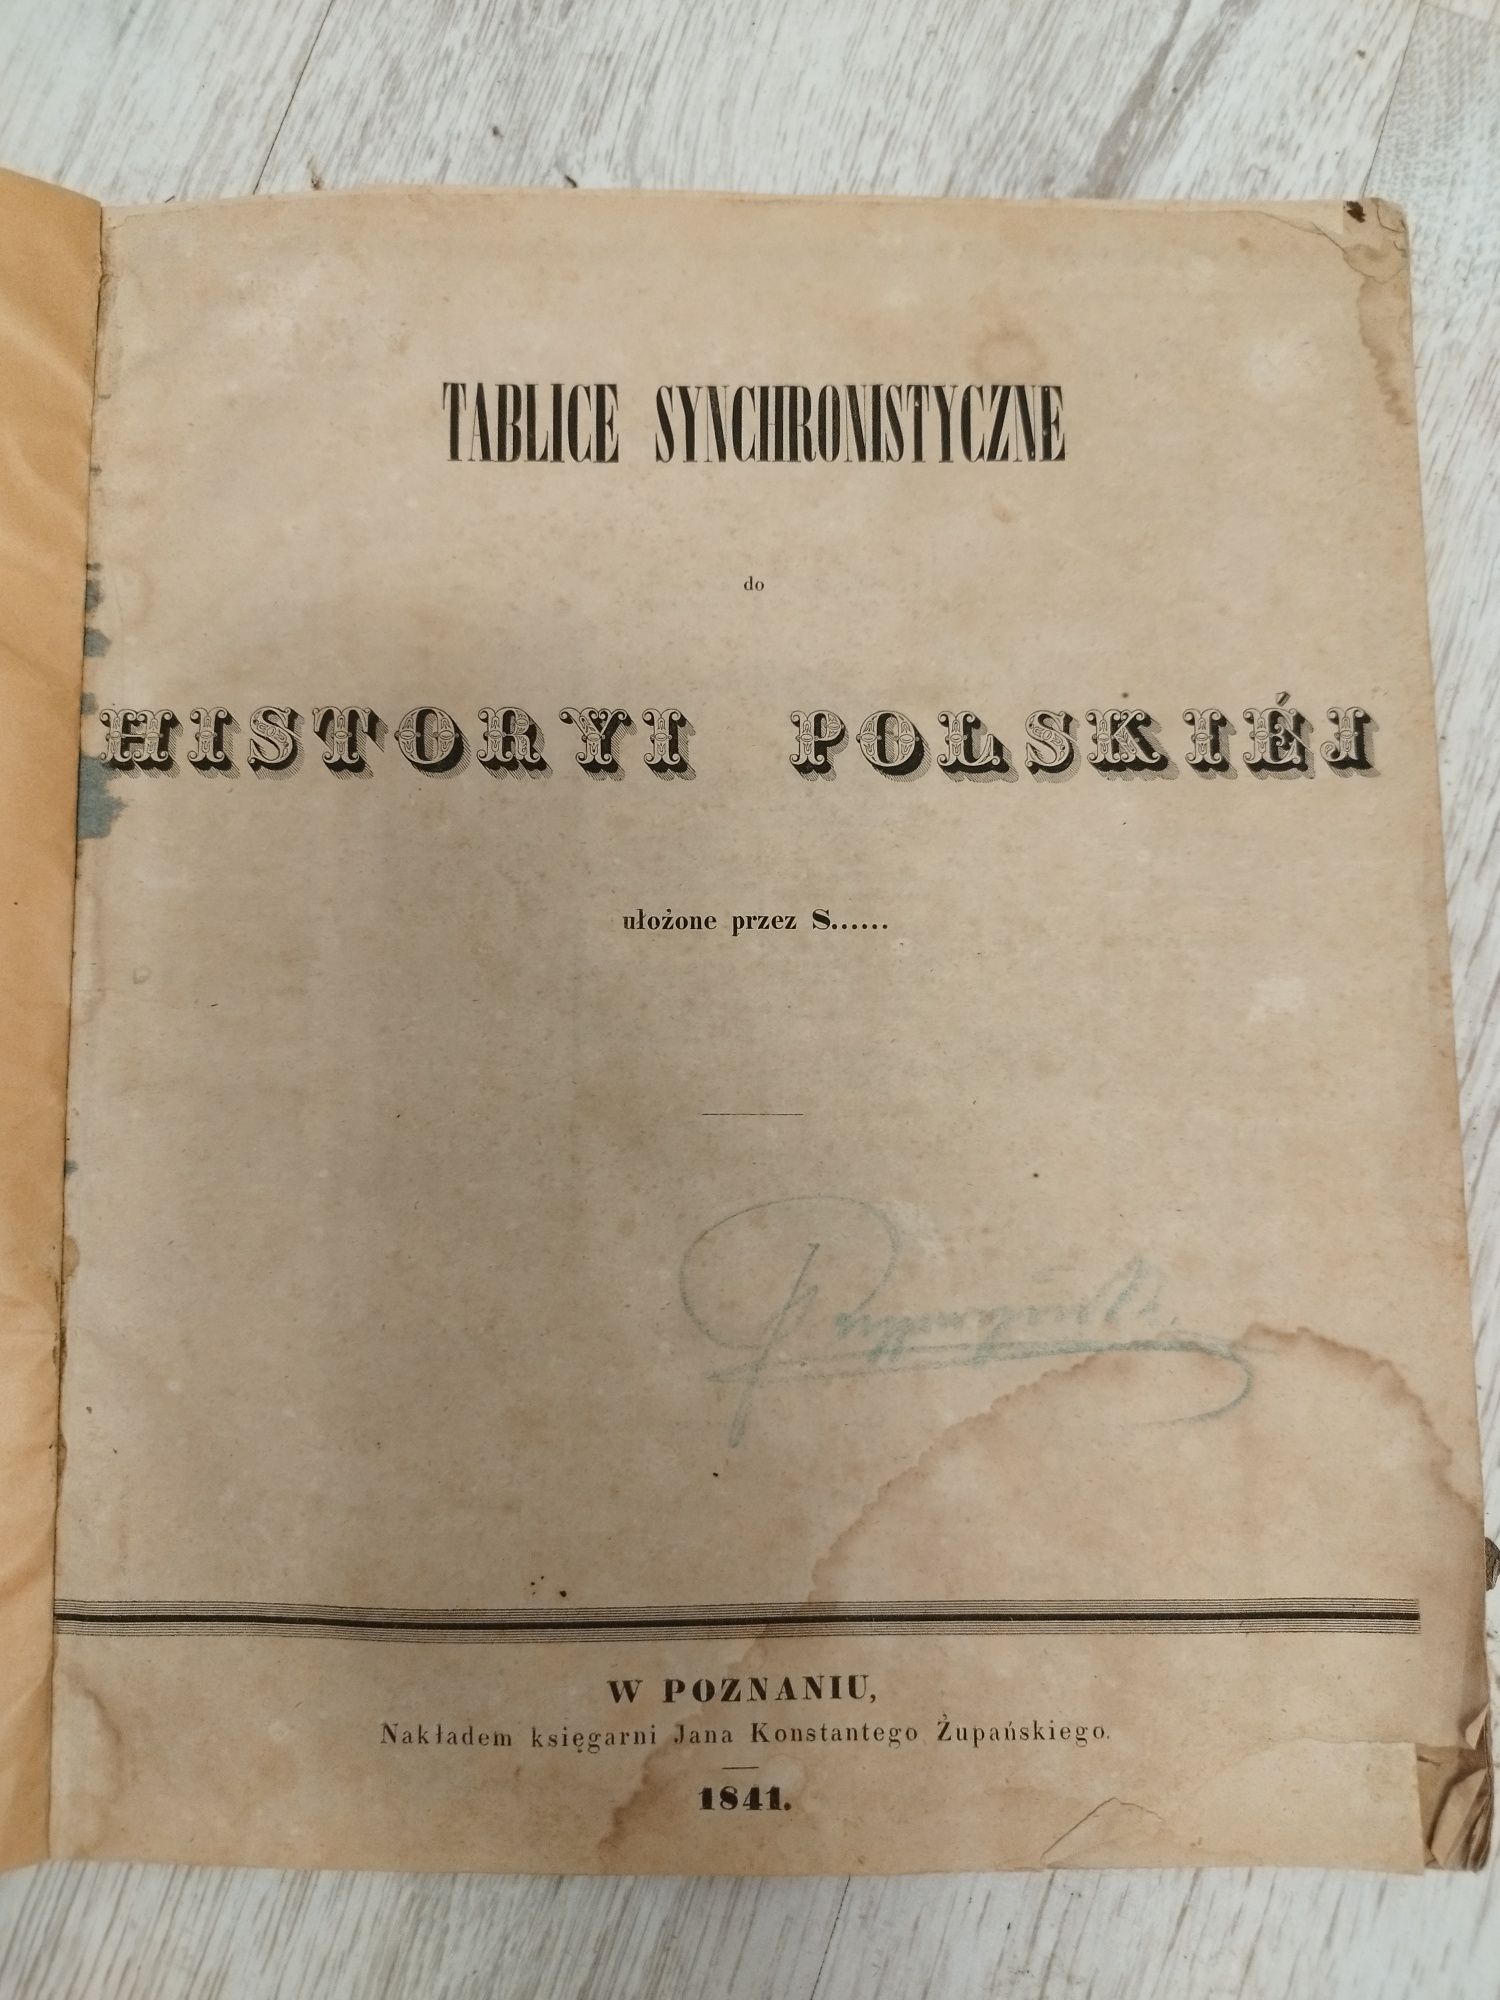 TABLICE SYNCHRONISTYCZNE
do
HISTORYI POLSKIÉJ
ułożone przez S......
W POZNANIU,
Nakładem księgarni Jana Konstantego Żupańskiego.
1841.